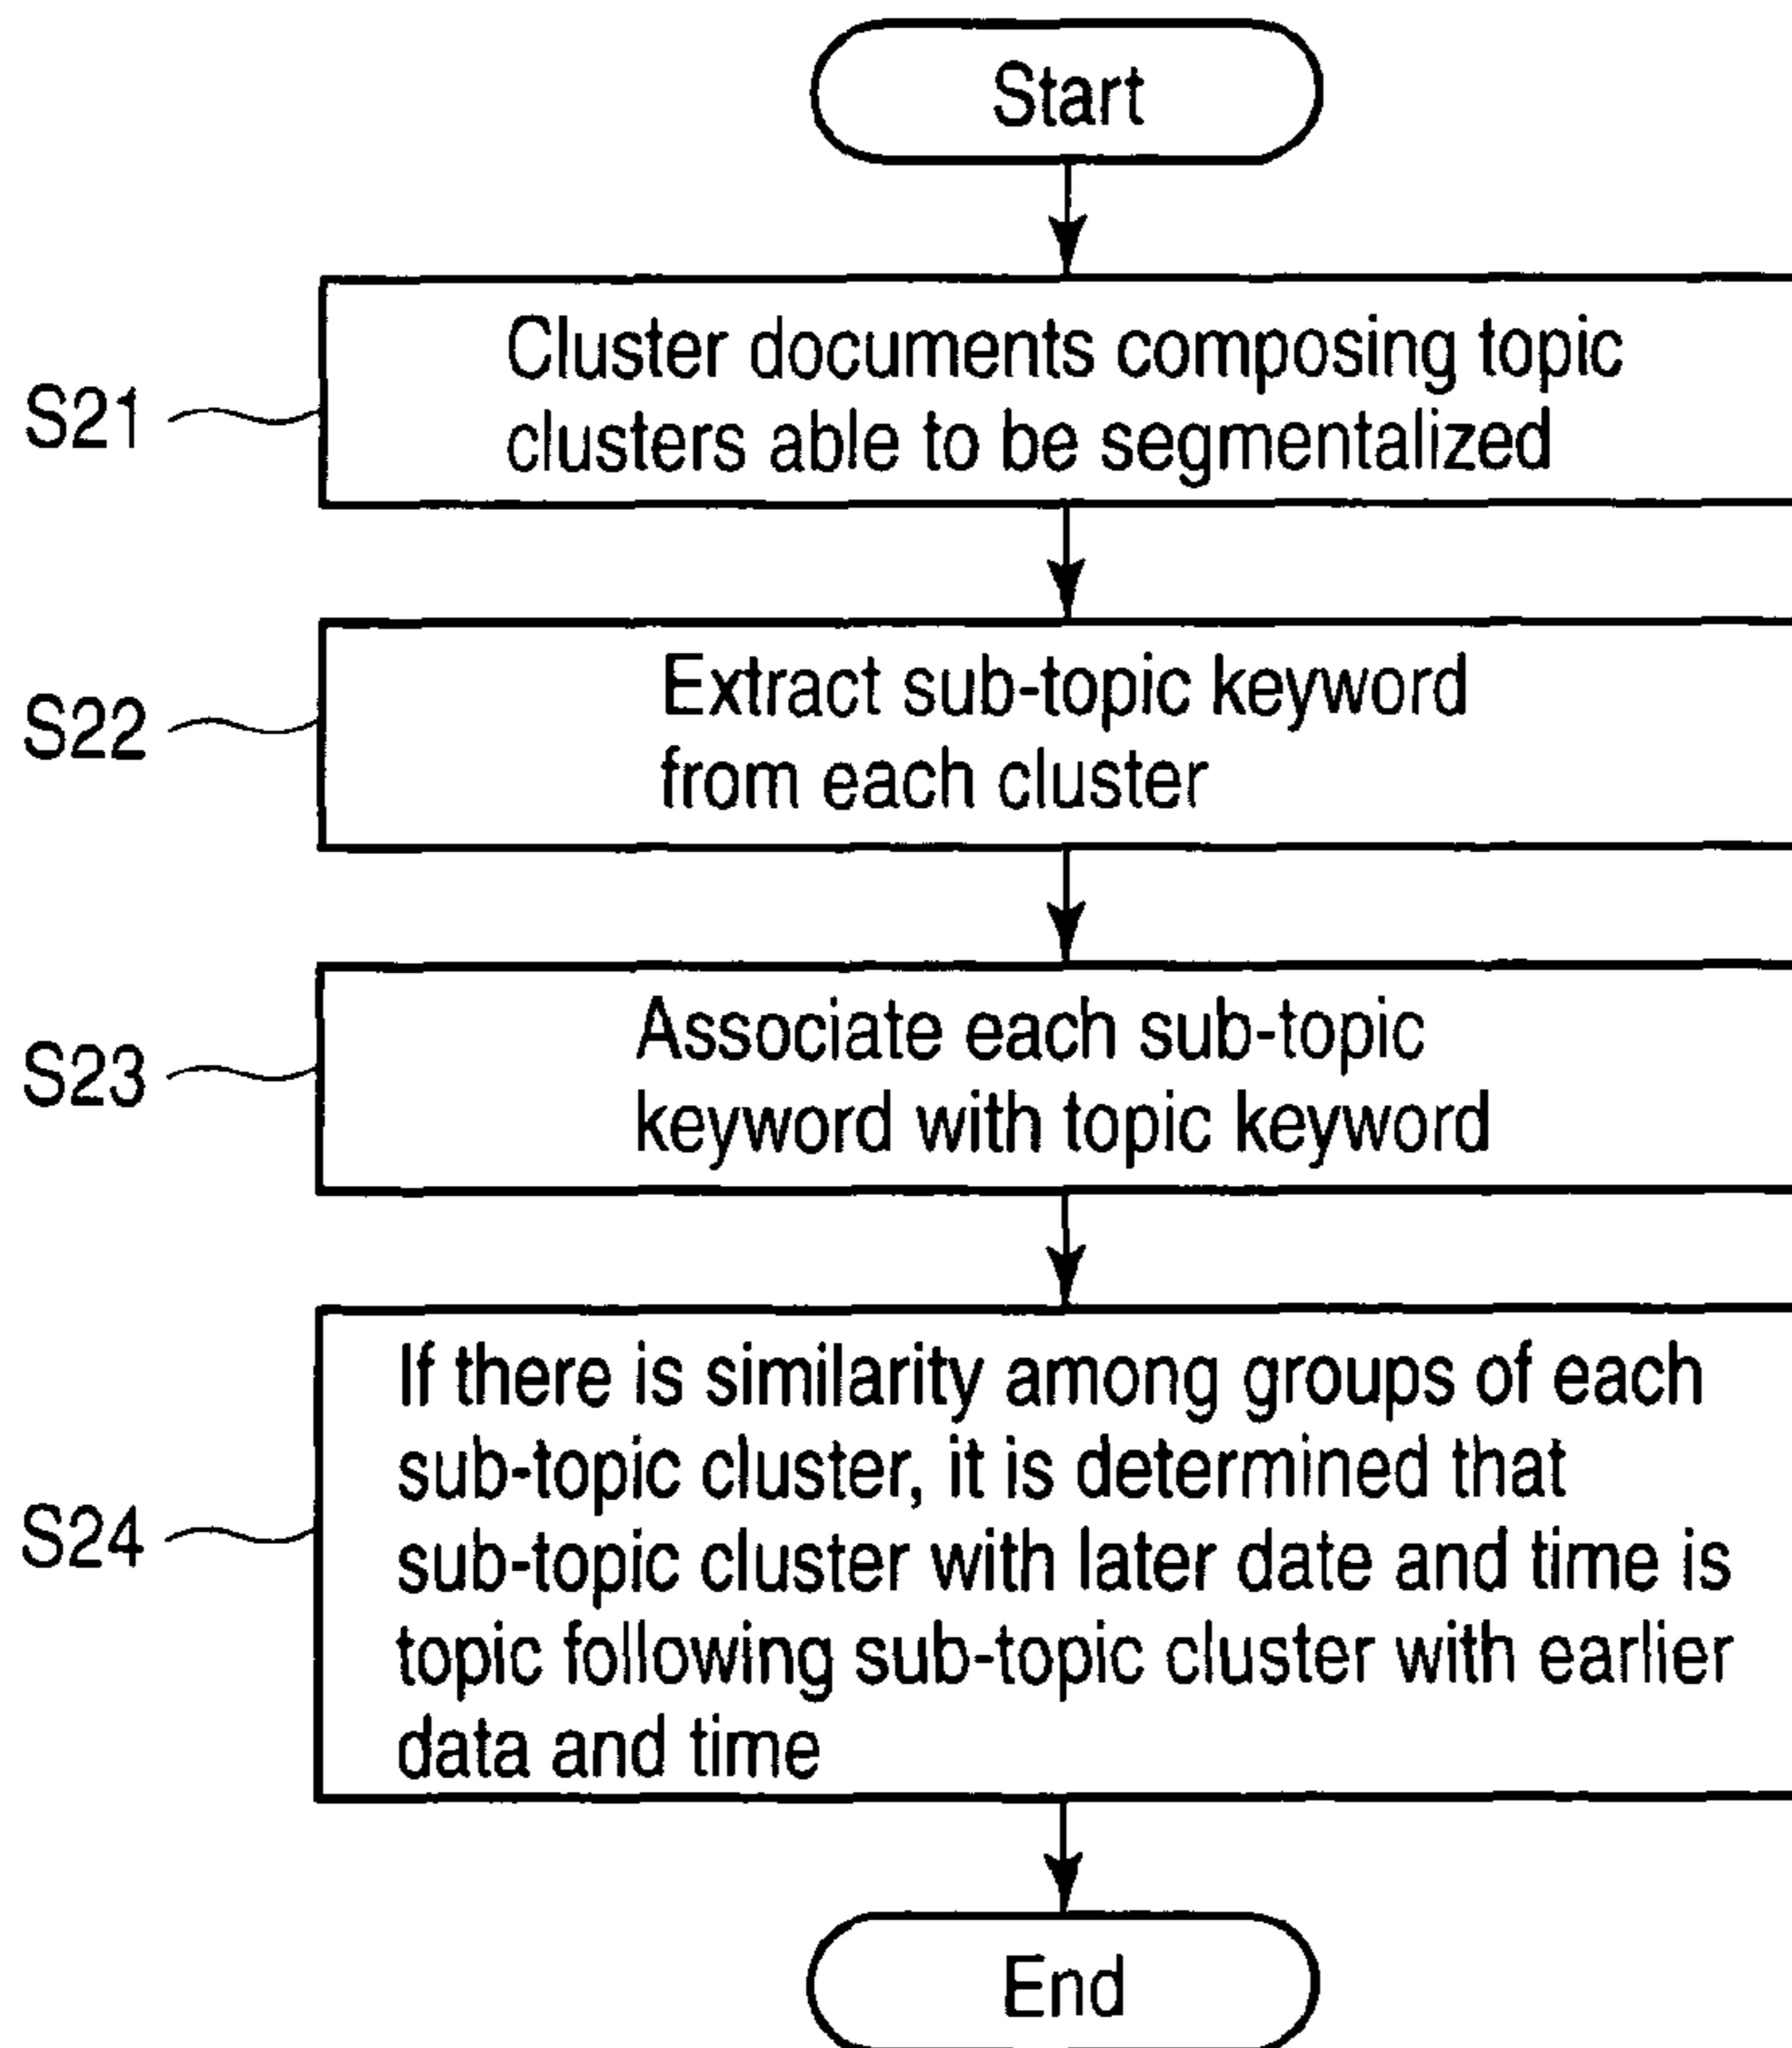 Start
Cluster documents composing topic
clusters able to be segmentalized
S21
Extract sub-topic keyword
from each cluster
S22
Associate each sub-topic
keyword with topic keyword
S23
If there is similarity among groups of each
sub-topic cluster, it is determined that
sub-topic cluster with later date and time is
topic following sub-topic cluster with earlier
data and time
S24
End